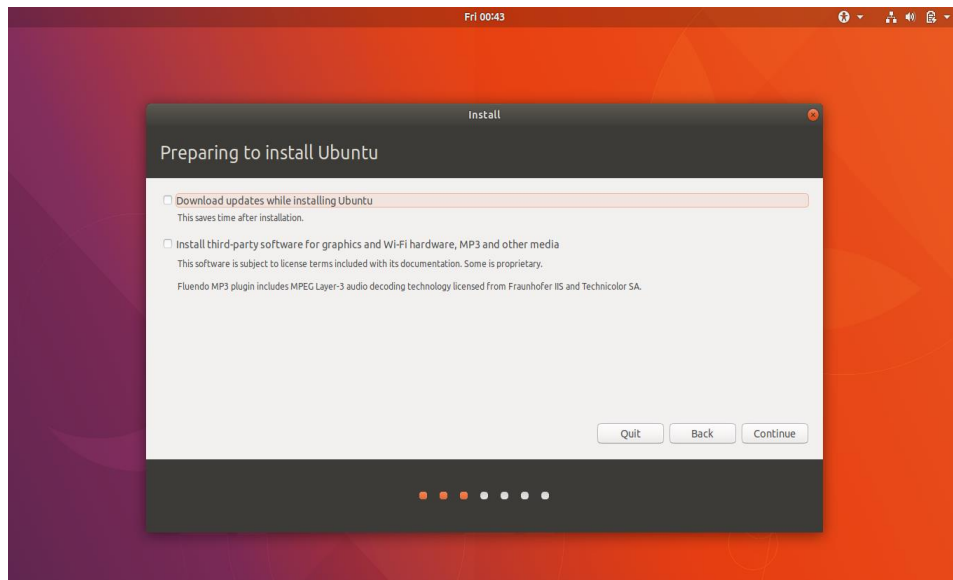 Fri 00:43
Install
Preparing to install Ubuntu
Download updates while installing Ubuntu
This saves time after installation.
Install third-party software for graphics and Wi-Fi hardware, MP3 and other media
This software is subject to license terms included with its documentation. Some is proprietary.
Fluendo MP3 plugin includes MPEG Layer-3 audio decoding technology licensed from Fraunhofer IIS and Technicolor SA.
Quit Back Continue